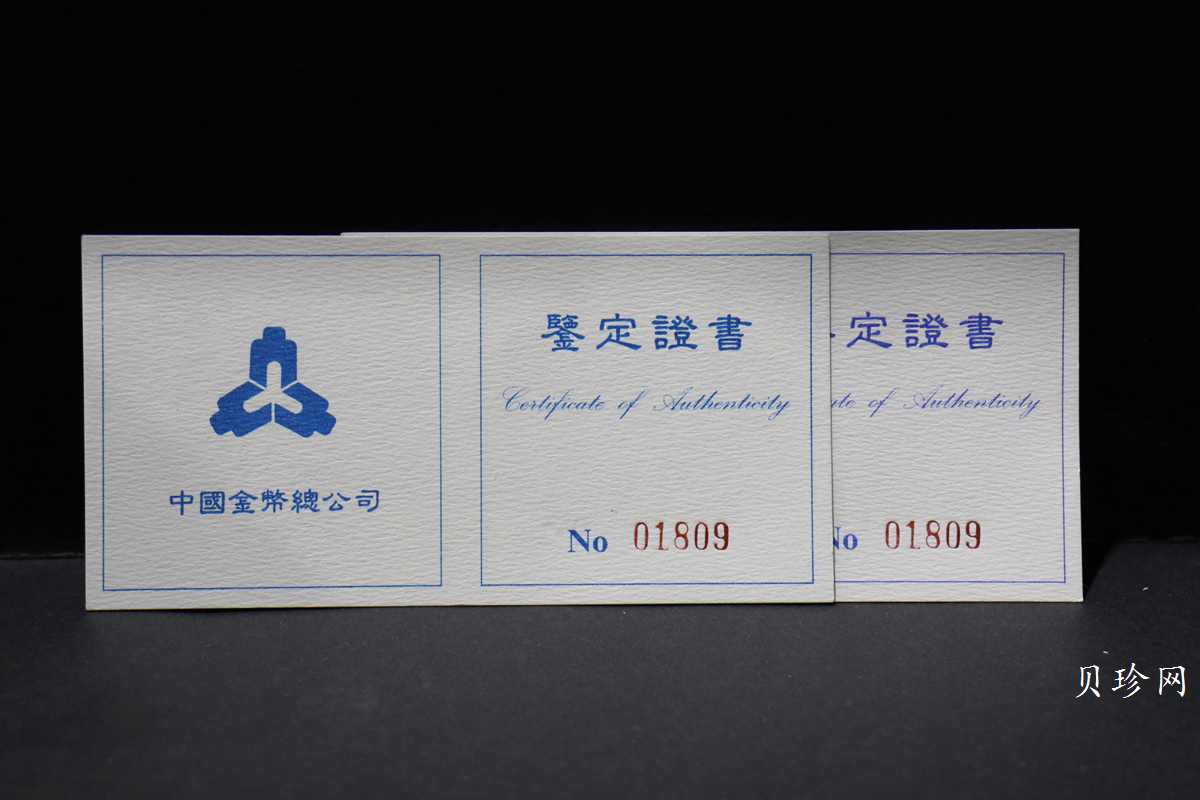 中國金幣總公司
鑒定證書
Certificate of Authenticity
No 01809
定證書
of Authenticity
No 01809
贝珍网